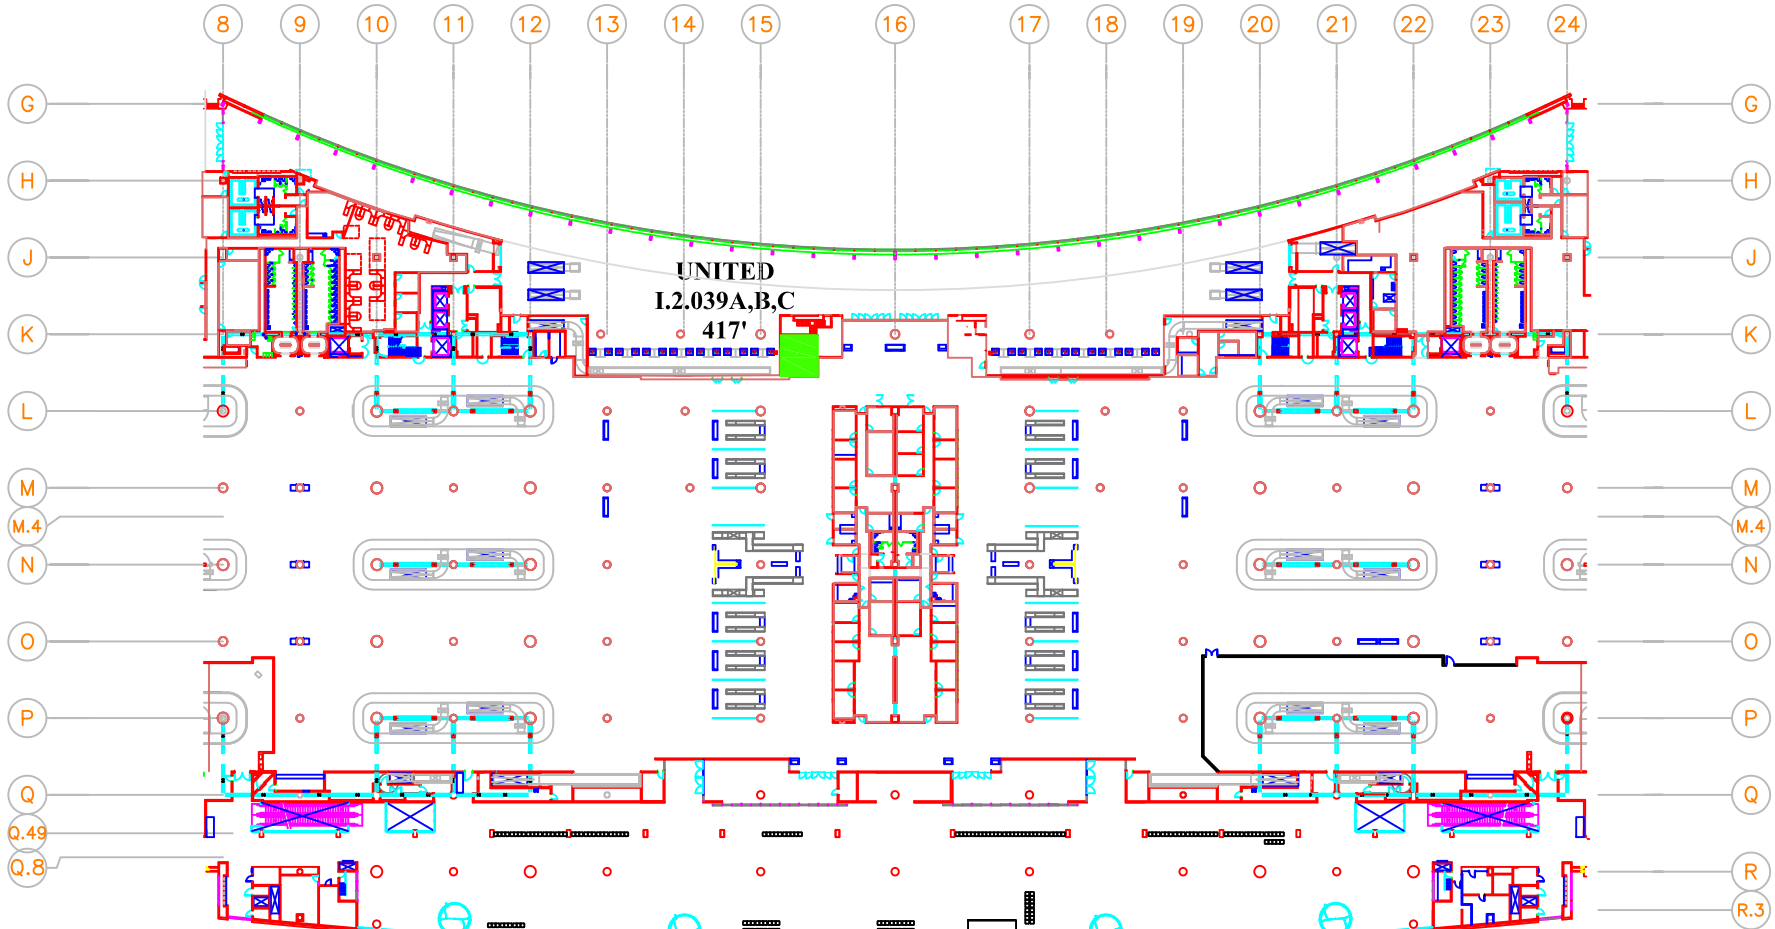 8 9 10 11 12 13 14 15 16 17 18 19 20 21 22 23 24
G G
H H
J J
UNITED
I.2.039A,B,C
417'
K K
L L
M M
M.4 M.4
N N
O O
P P
Q Q
Q.49
Q.8 R
R.3